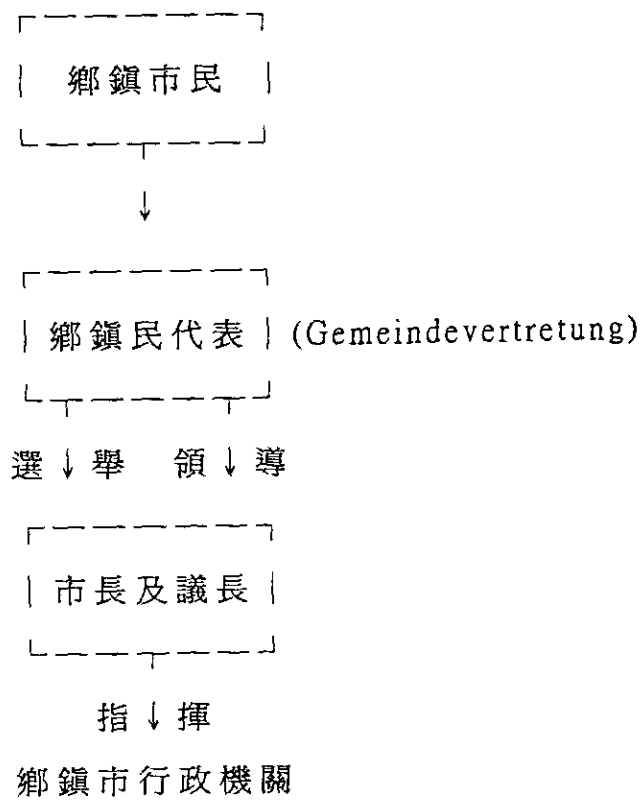 鄉鎮市民
↓
鄉鎮民代表 (Gemeindevertretung)
選↓舉 領↓導
市長及議長
指↓揮
鄉鎮市行政機關